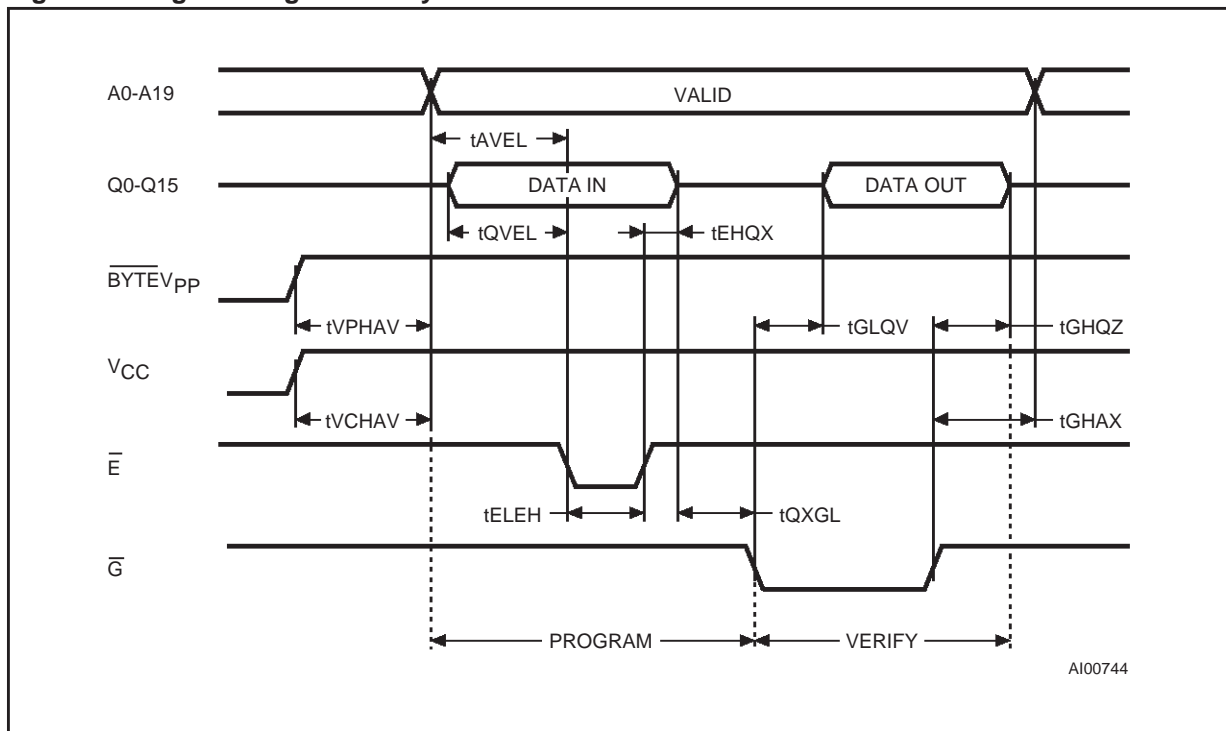 A0-A19
VALID
tAVEL
Q0-Q15
DATA IN
DATA OUT
tQVEL
tEHQX
BYTEVPP
tVPHAV
tGLQV
tGHQZ
VCC
tVCHAV
tGHAX
E
tELEH
tQXGL
G
PROGRAM
VERIFY
AI00744